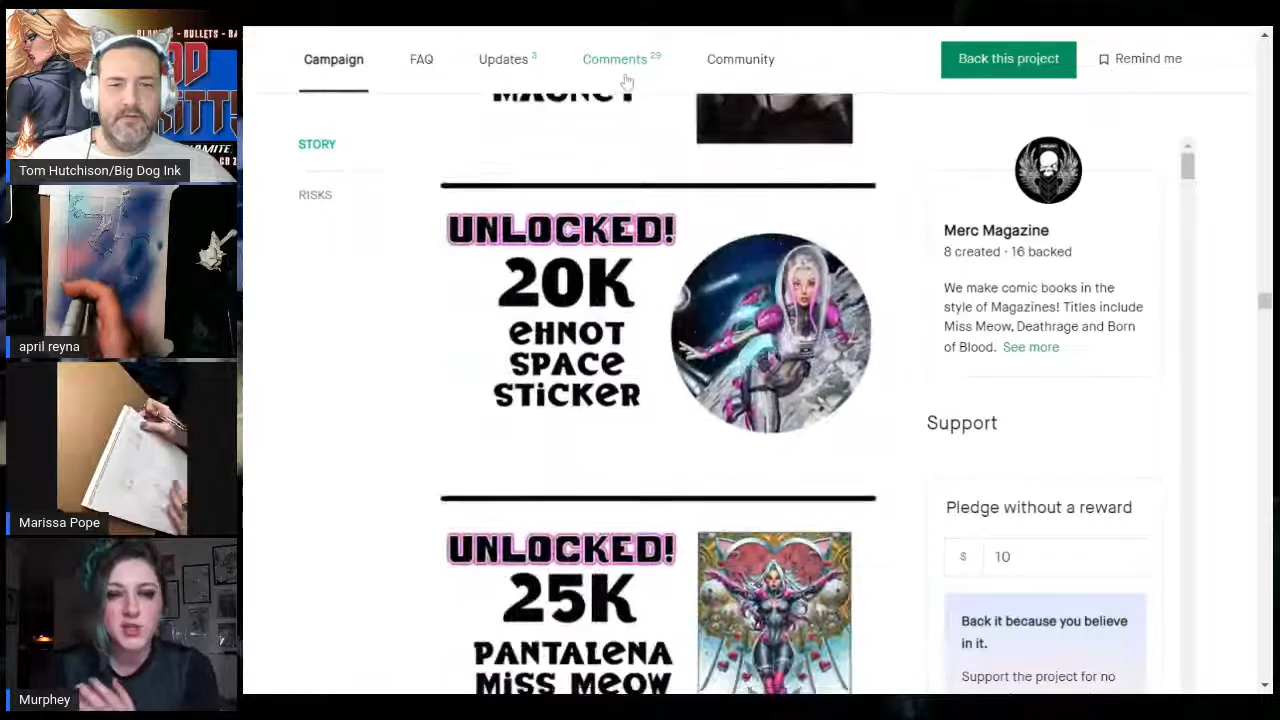 Tom Hutchison/Big Dog Ink
april reyna
Marissa Pope
Murphey
Campaign
FAQ
Updates 3
Comments 29
Community
Back this project
Remind me
STORY
RISKS
UNLOCKED!
20K
EHNOT
SPACE
STICKER
UNLOCKED!
25K
PANTALENA
MISS MEOW
Merc Magazine
8 created · 16 backed
We make comic books in the
style of Magazines! Titles include
Miss Meow, Deathrage and Born
of Blood. See more
Support
Pledge without a reward
$ 10
Back it because you believe
in it.
Support the project for no